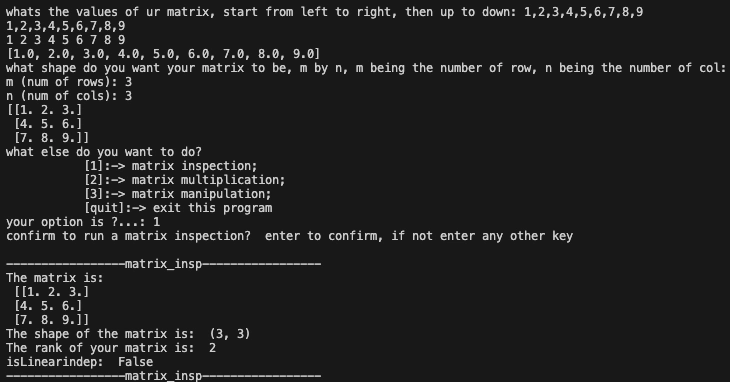 whats the values of ur matrix, start from left to right, then up to down: 1,2,3,4,5,6,7,8,9
1,2,3,4,5,6,7,8,9
1 2 3 4 5 6 7 8 9
[1.0, 2.0, 3.0, 4.0, 5.0, 6.0, 7.0, 8.0, 9.0]
what shape do you want your matrix to be, m by n, m being the number of row, n being the number of col:
m (num of rows): 3
n (num of cols): 3
[[1. 2. 3.]
 [4. 5. 6.]
 [7. 8. 9.]]
what else do you want to do?
           [1]:-> matrix inspection;
           [2]:-> matrix multiplication;
           [3]:-> matrix manipulation;
           [quit]:-> exit this program
your option is ?...: 1
confirm to run a matrix inspection?  enter to confirm, if not enter any other key
-----------------matrix_insp-----------------
The matrix is:
 [[1. 2. 3.]
 [4. 5. 6.]
 [7. 8. 9.]]
The shape of the matrix is:  (3, 3)
The rank of your matrix is:  2
isLinearindep:  False
-----------------matrix_insp-----------------